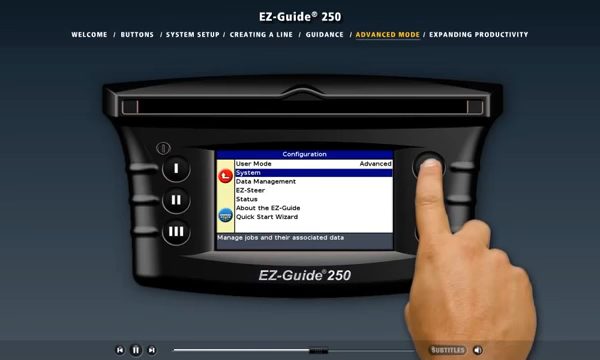 EZ-Guide® 250
WELCOME / BUTTONS / SYSTEM SETUP / CREATING A LINE / GUIDANCE / ADVANCED MODE / EXPANDING PRODUCTIVITY
Configuration
User Mode Advanced
System
Data Management
EZ-Steer
Status
About the EZ-Guide
Quick Start Wizard
Manage jobs and their associated data
I
II
III
EZ-Guide®250
SUBTITLES